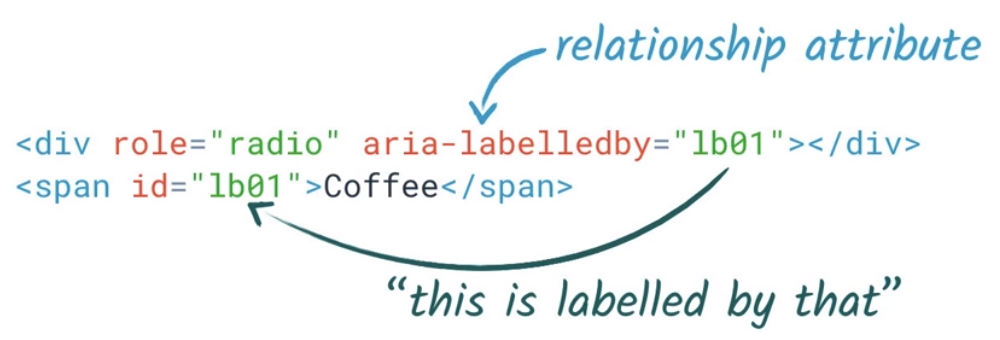 relationship attribute
<div role="radio" aria-labelledby="lb01"></div>
<span id="lb01">Coffee</span>
“this is labelled by that”